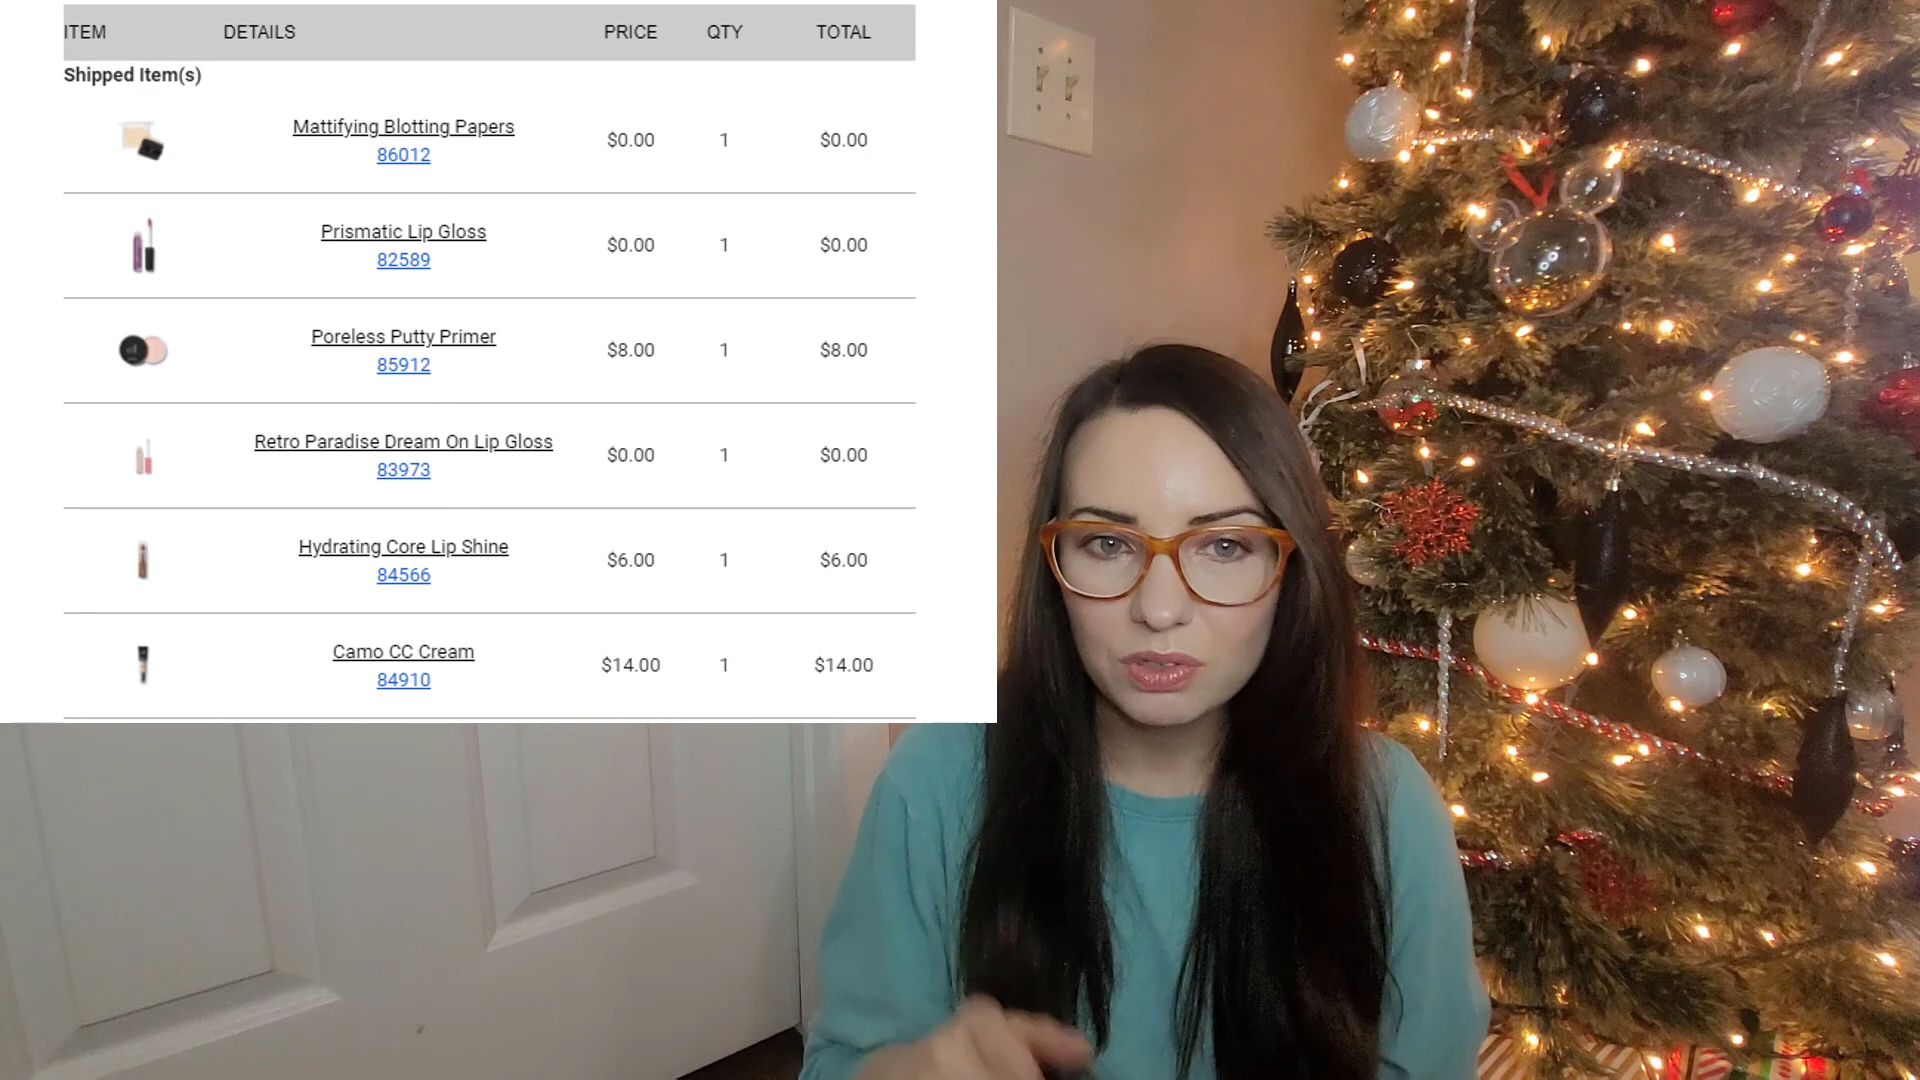 ITEM DETAILS PRICE QTY TOTAL
Shipped Item(s)
Mattifying Blotting Papers
86012
$0.00 1 $0.00
Prismatic Lip Gloss
82589
$0.00 1 $0.00
Poreless Putty Primer
85912
$8.00 1 $8.00
Retro Paradise Dream On Lip Gloss
83973
$0.00 1 $0.00
Hydrating Core Lip Shine
84566
$6.00 1 $6.00
Camo CC Cream
84910
$14.00 1 $14.00